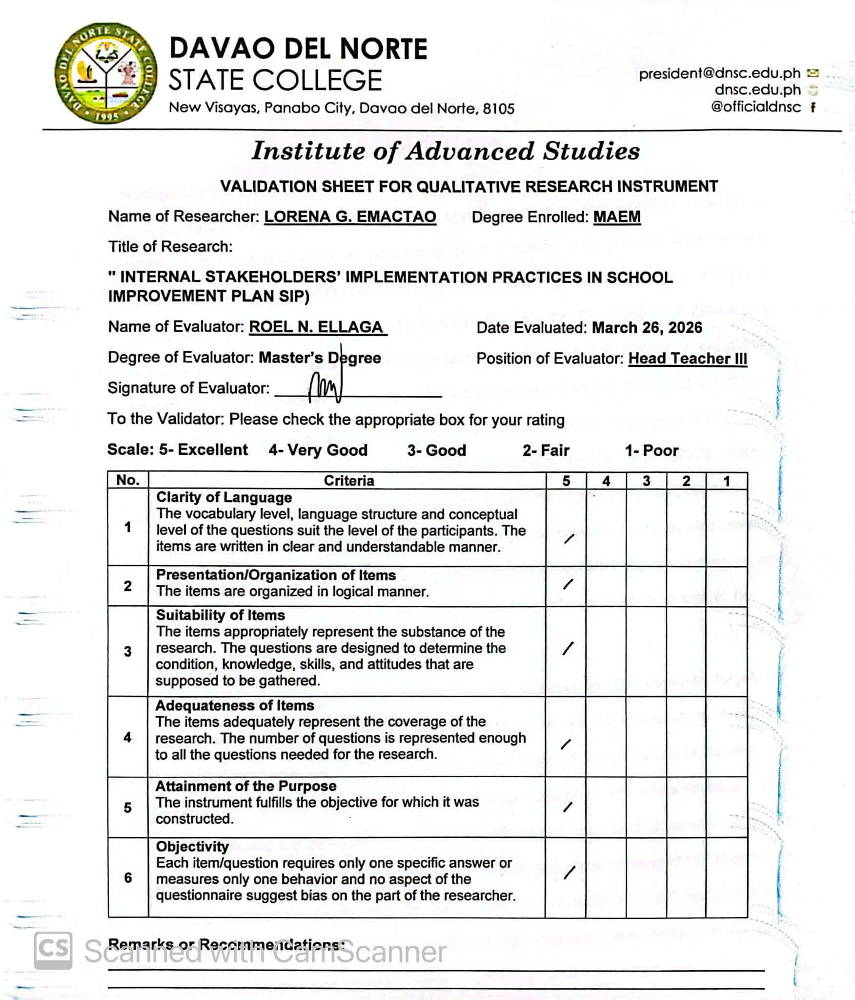 DAVAO DEL NORTE STATE COLLEGE
1995
DAVAO DEL NORTE
STATE COLLEGE
New Visayas, Panabo City, Davao del Norte, 8105
president@dnsc.edu.ph
dnsc.edu.ph
@officialdnsc f
Institute of Advanced Studies
VALIDATION SHEET FOR QUALITATIVE RESEARCH INSTRUMENT
Name of Researcher: LORENA G. EMACTAO Degree Enrolled: MAEM
Title of Research:
" INTERNAL STAKEHOLDERS’ IMPLEMENTATION PRACTICES IN SCHOOL
IMPROVEMENT PLAN SIP)
Name of Evaluator: ROEL N. ELLAGA Date Evaluated: March 26, 2026
Degree of Evaluator: Master’s Degree Position of Evaluator: Head Teacher III
Signature of Evaluator:
To the Validator: Please check the appropriate box for your rating
Scale: 5- Excellent 4- Very Good 3- Good 2- Fair 1- Poor
No. Criteria 5 4 3 2 1
1 Clarity of Language
The vocabulary level, language structure and conceptual
level of the questions suit the level of the participants. The
items are written in clear and understandable manner. /
2 Presentation/Organization of Items
The items are organized in logical manner. /
3 Suitability of Items
The items appropriately represent the substance of the
research. The questions are designed to determine the
condition, knowledge, skills, and attitudes that are
supposed to be gathered. /
4 Adequateness of Items
The items adequately represent the coverage of the
research. The number of questions is represented enough
to all the questions needed for the research. /
5 Attainment of the Purpose
The instrument fulfills the objective for which it was
constructed. /
6 Objectivity
Each item/question requires only one specific answer or
measures only one behavior and no aspect of the
questionnaire suggest bias on the part of the researcher. /
Remarks or Recommendations:
CS Scanned with CamScanner